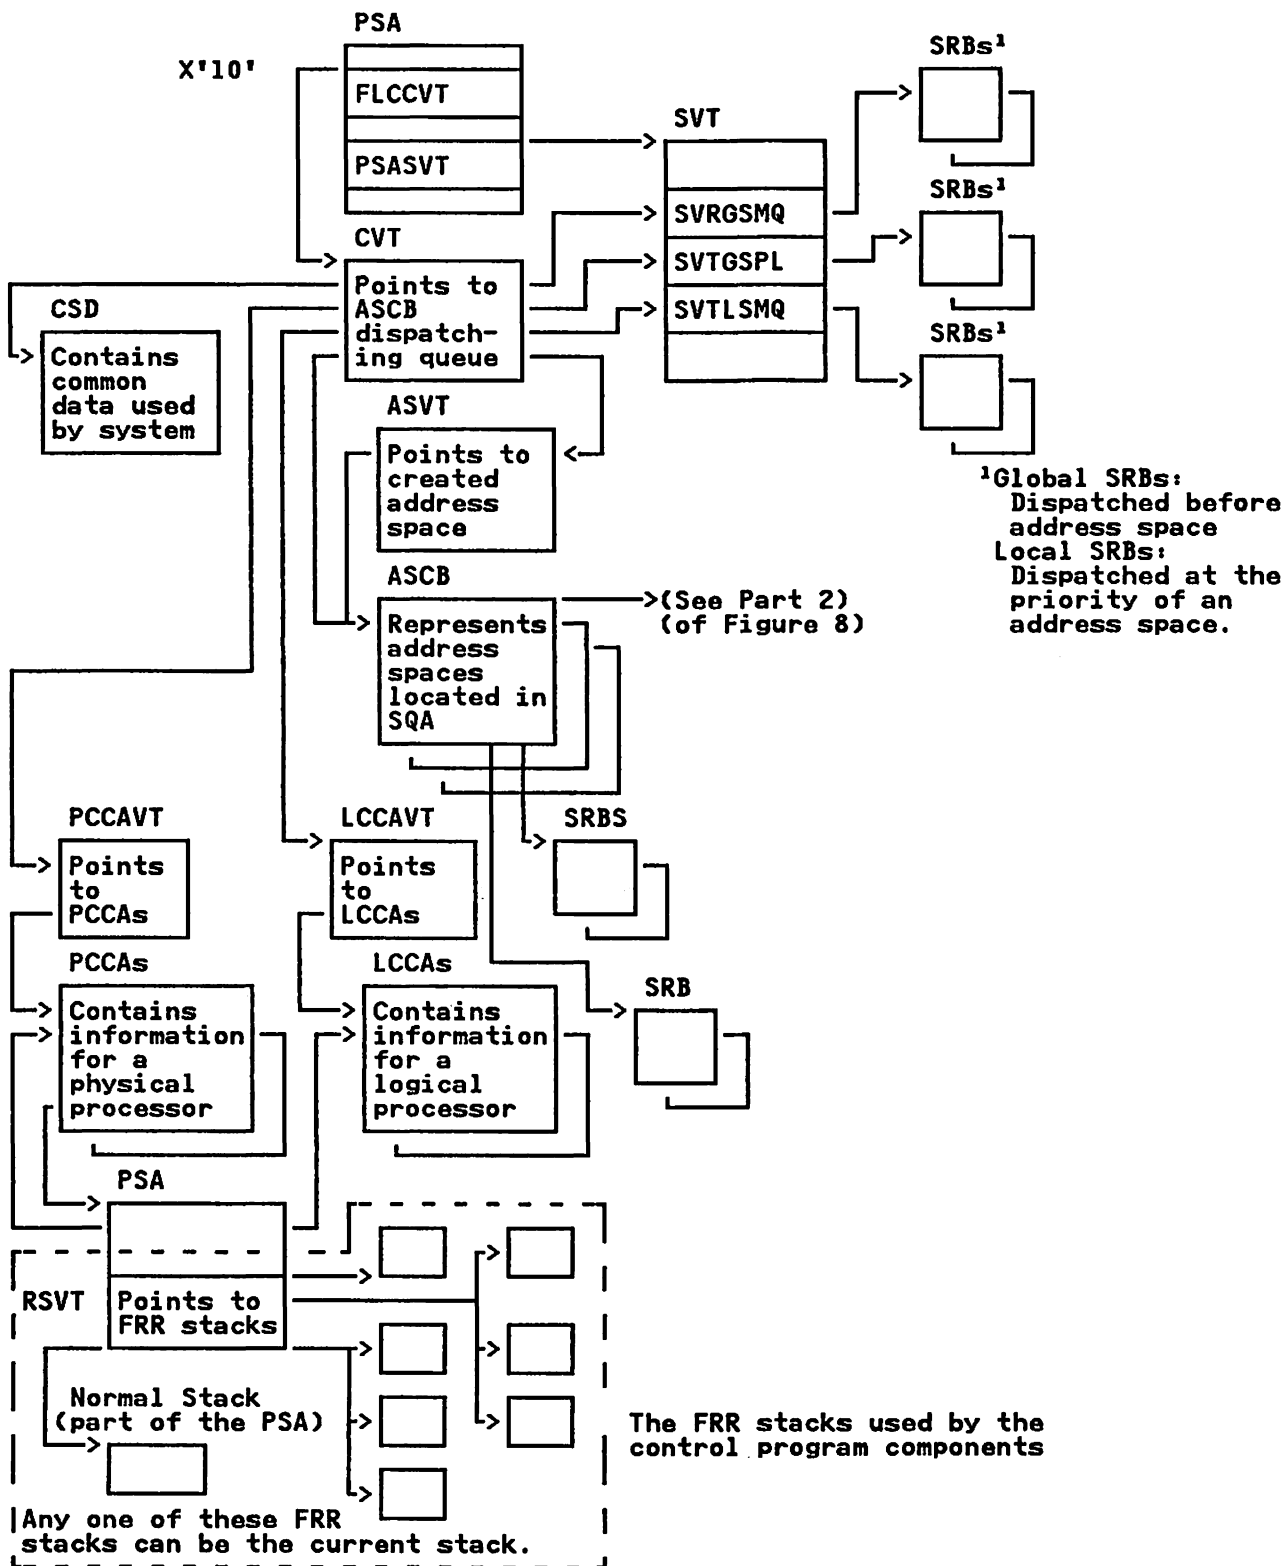 PSA
X'10'
FLCCVT
PSASVT
SRBs¹
SVT
SVRGSMQ
SVTGSPL
SVTLSMQ
SRBs¹
SRBs¹
CVT
Points to
ASCB
dispatch-
ing queue
CSD
Contains
common
data used
by system
ASVT
Points to
created
address
space
¹Global SRBs:
Dispatched before
address space
Local SRBs:
Dispatched at the
priority of an
address space.
ASCB
Represents
address
spaces
located in
SQA
(See Part 2)
(of Figure 8)
PCCAVT
Points
to
PCCAs
LCCAVT
Points
to
LCCAs
SRBS
PCCAs
Contains
information
for a
physical
processor
LCCAs
Contains
information
for a
logical
processor
SRB
PSA
RSVT
Points to
FRR stacks
Normal Stack
(part of the PSA)
The FRR stacks used by the
control program components
Any one of these FRR
stacks can be the current stack.